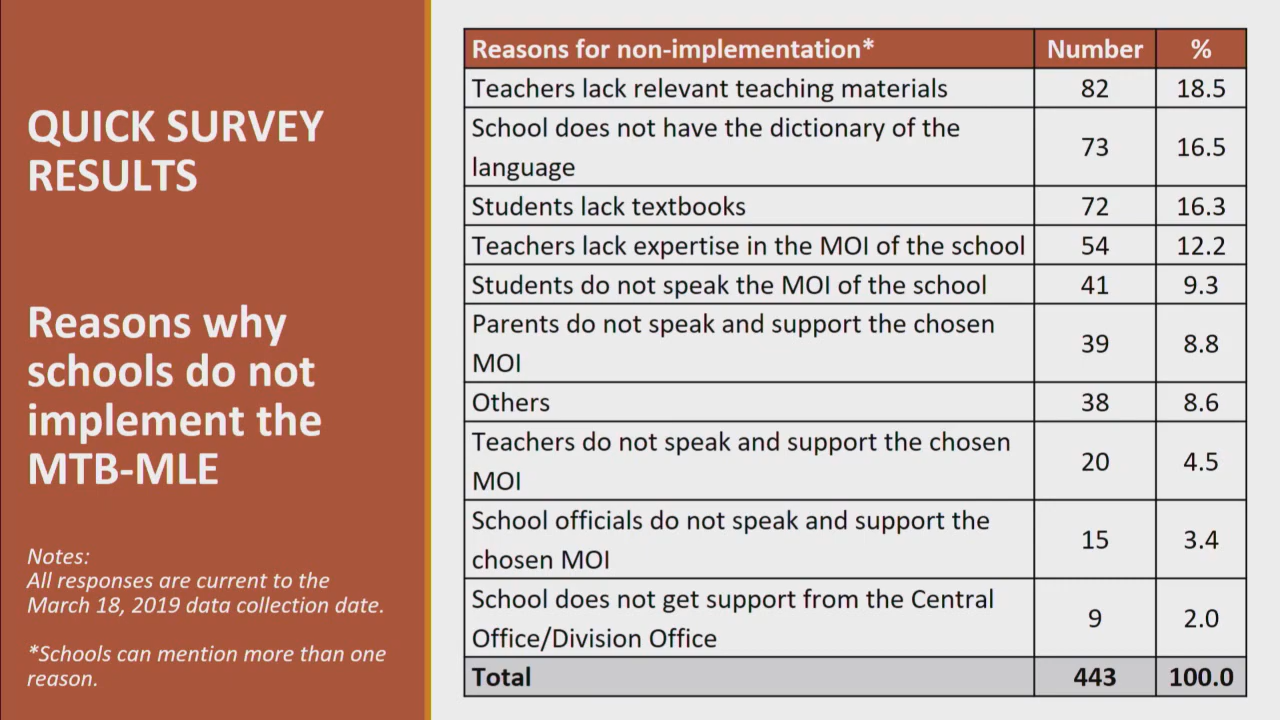 QUICK SURVEY
RESULTS
Reasons why
schools do not
implement the
MTB-MLE
Notes:
All responses are current to the
March 18, 2019 data collection date.
*Schools can mention more than one
reason.
Reasons for non-implementation* Number %
Teachers lack relevant teaching materials 82 18.5
School does not have the dictionary of the
language 73 16.5
Students lack textbooks 72 16.3
Teachers lack expertise in the MOI of the school 54 12.2
Students do not speak the MOI of the school 41 9.3
Parents do not speak and support the chosen
MOI 39 8.8
Others 38 8.6
Teachers do not speak and support the chosen
MOI 20 4.5
School officials do not speak and support the
chosen MOI 15 3.4
School does not get support from the Central
Office/Division Office 9 2.0
Total 443 100.0